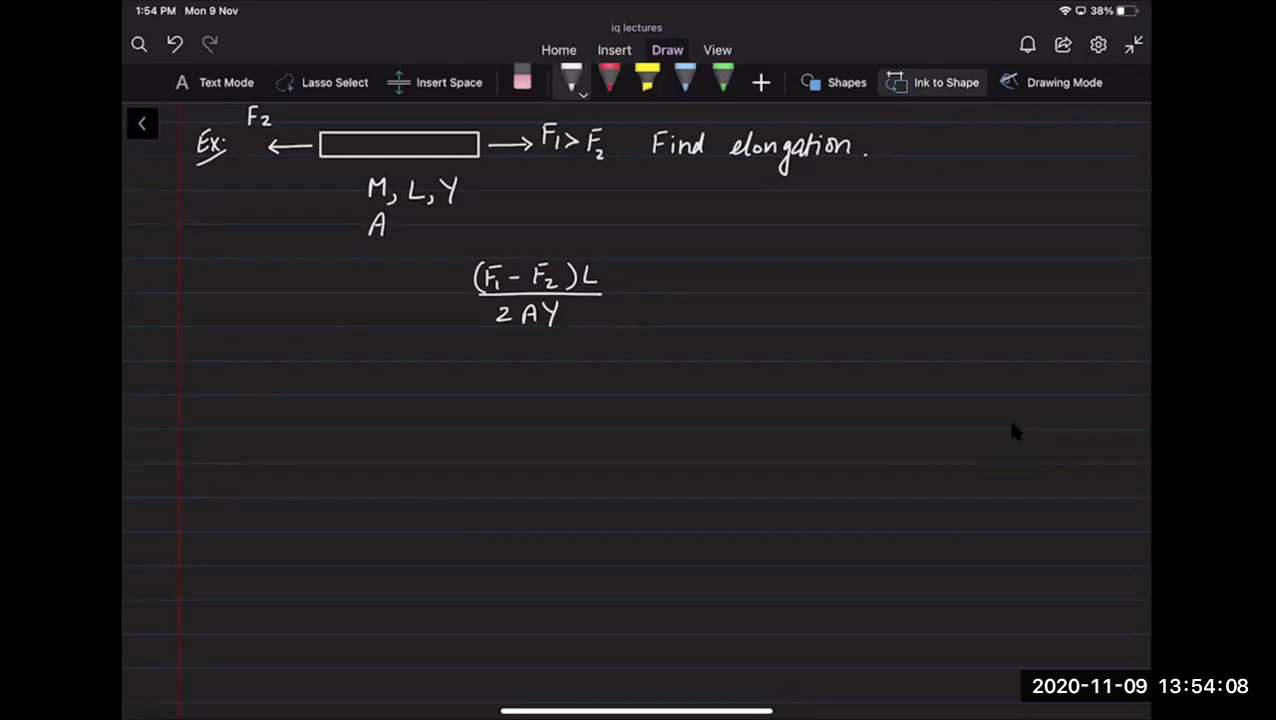 1:54 PM Mon 9 Nov
38%
iq lectures
Home Insert Draw View
Text Mode Lasso Select Insert Space Shapes Ink to Shape Drawing Mode
F₂
Ex: F₁ > F₂ Find elongation.
M, L, Y
A
(F₁ - F₂) L
2 A Y
2020-11-09 13:54:08